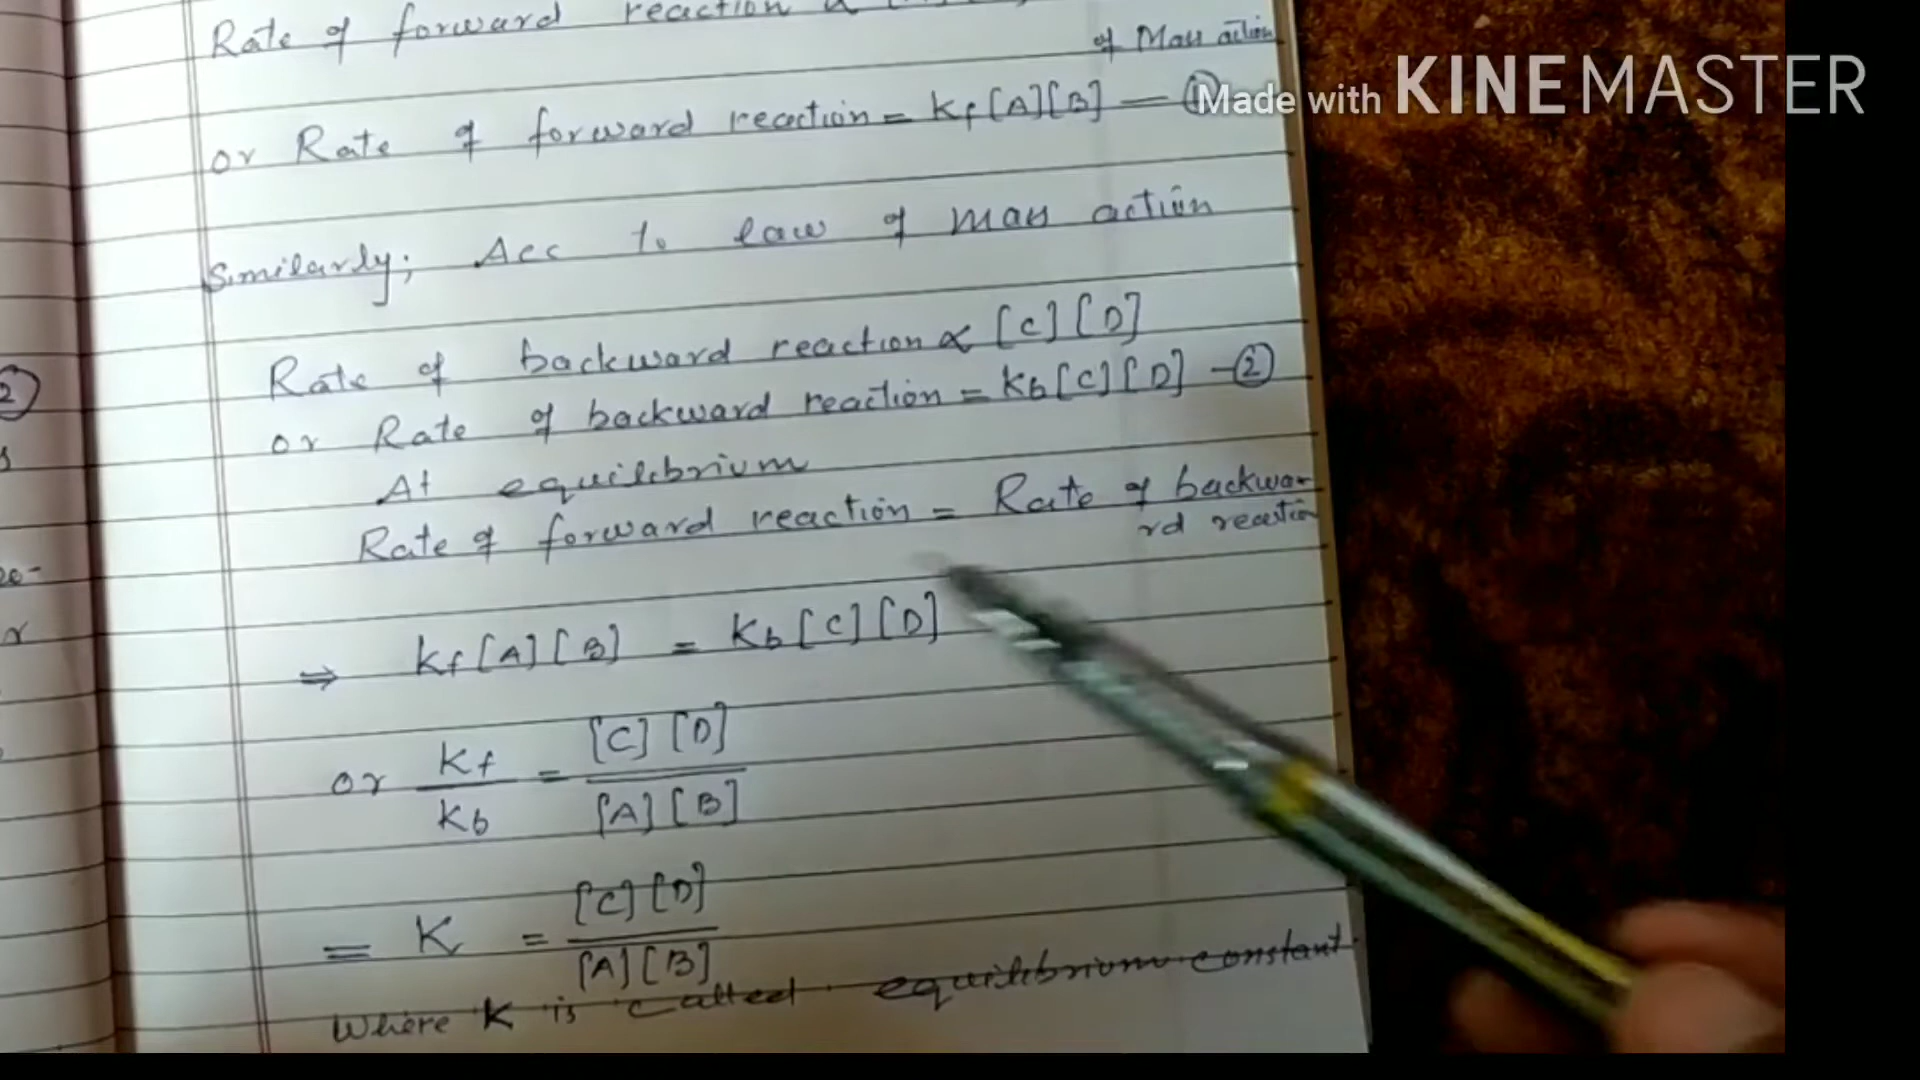 Rate of forward reaction α
of Mass action
or Rate of forward reaction = Kf [A][B] — ①
Made with KINEMASTER
Similarly; Acc to law of mass action
Rate of backward reaction α [C][D]
or Rate of backward reaction = Kb[C][D] - ②
At equilibrium
Rate of forward reaction = Rate of backwa-
rd reaction
⇒ Kf[A][B] = Kb[C][D]
or Kf/Kb = [C][D]/[A][B]
= K = [C][D]/[A][B]
Where K is called equilibrium constant.